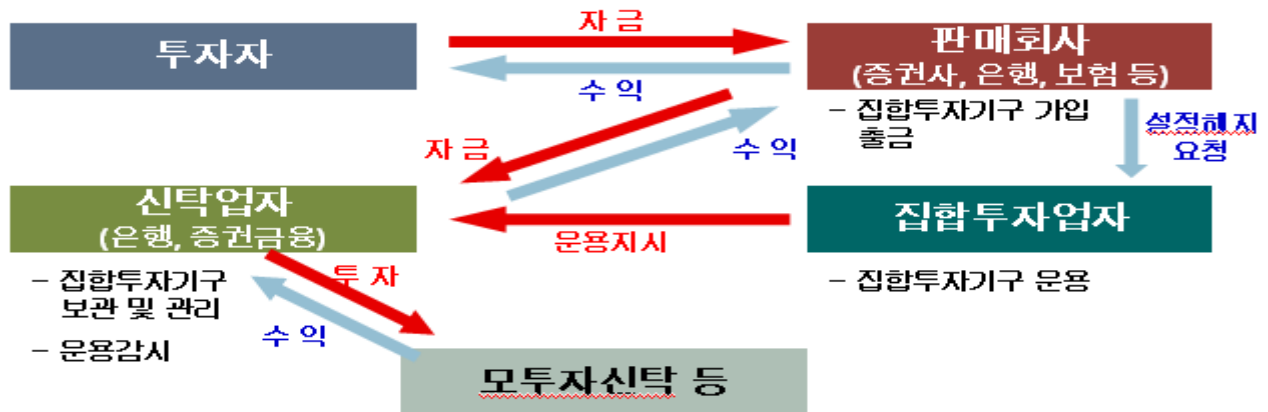 자 금
투자자
판매회사
(증권사, 은행, 보험 등)
수 익
- 집합투자기구 가입
출금
설정해지
요청
자 금
수 익
신탁업자
(은행, 증권금융)
집합투자업자
운용지시
- 집합투자기구
보관 및 관리
- 운용감시
투 자
- 집합투자기구 운용
수 익
모투자신탁 등